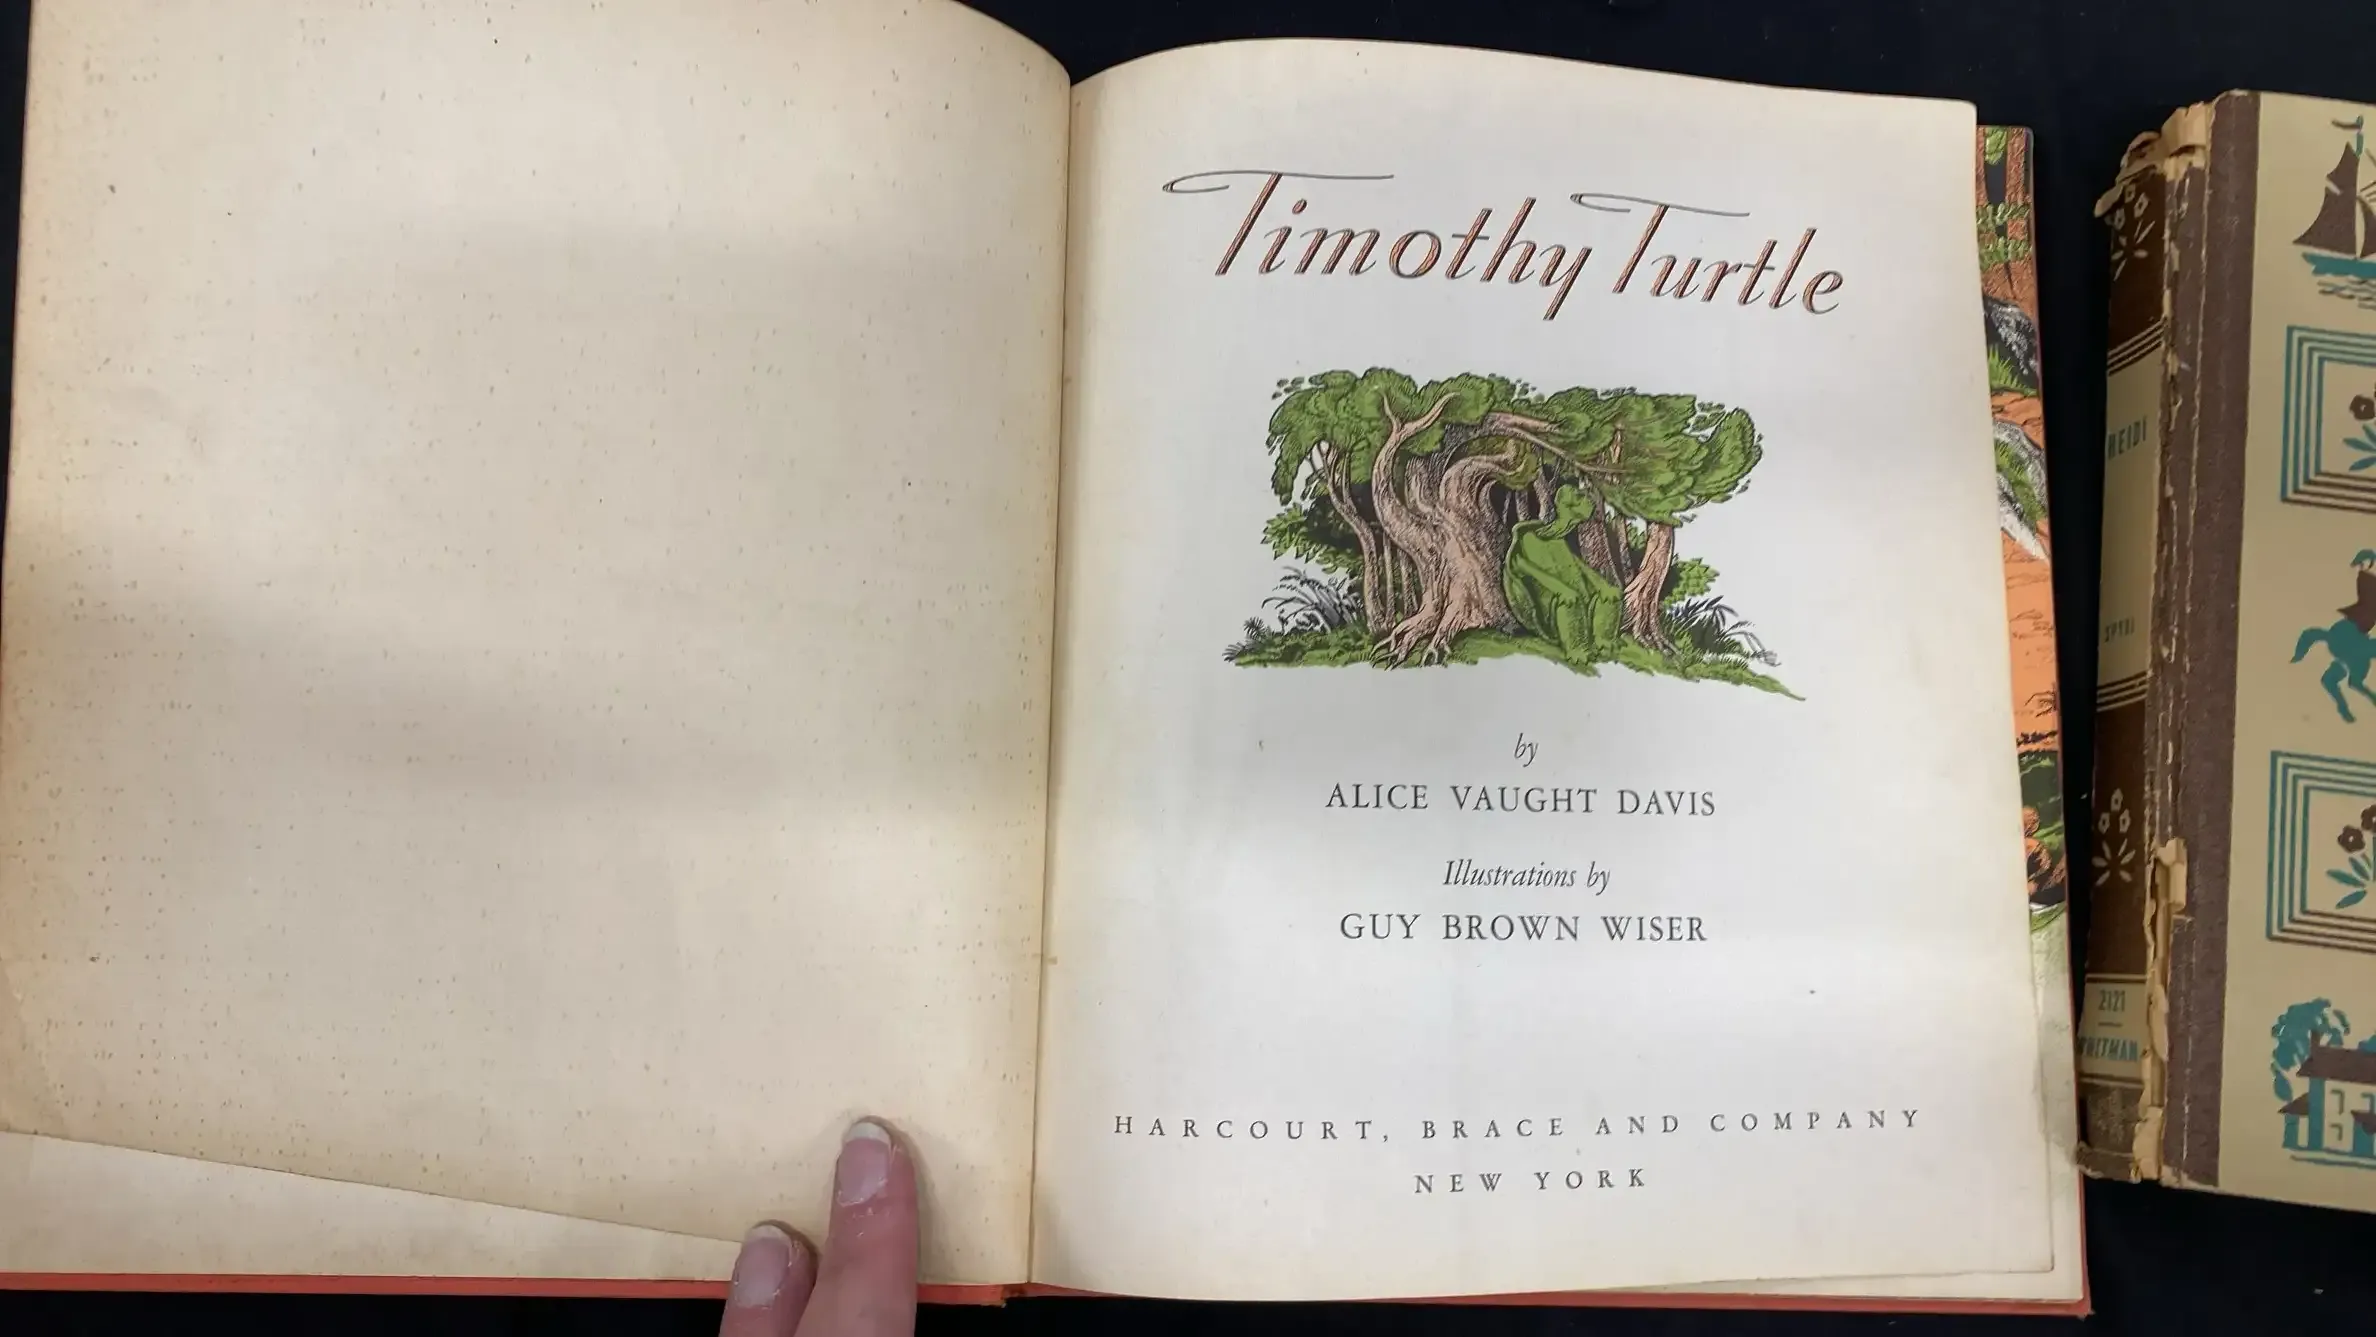 Timothy Turtle
by
ALICE VAUGHT DAVIS
Illustrations by
GUY BROWN WISER
HARCOURT, BRACE AND COMPANY
NEW YORK
HEIDI
SPYRI
2121
WHITMAN